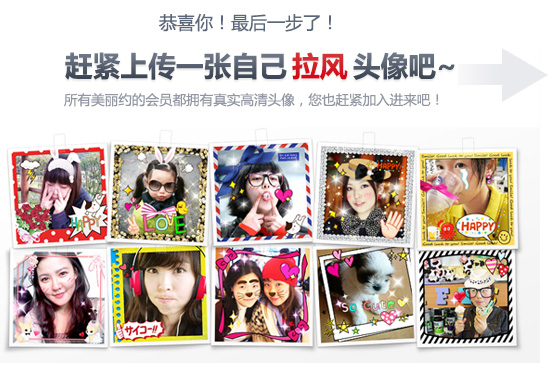 恭喜你！最后一步了！
赶紧上传一张自己 拉风 头像吧~
所有美丽约的会员都拥有真实高清头像，您也赶紧加入进来吧！
HAPPY
LOVE
HAPPY
サイコー!!
So Cute